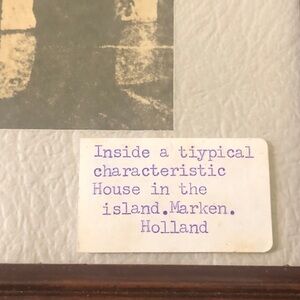 Inside a tiypical
characteristic
House in the
island.Marken.
Holland